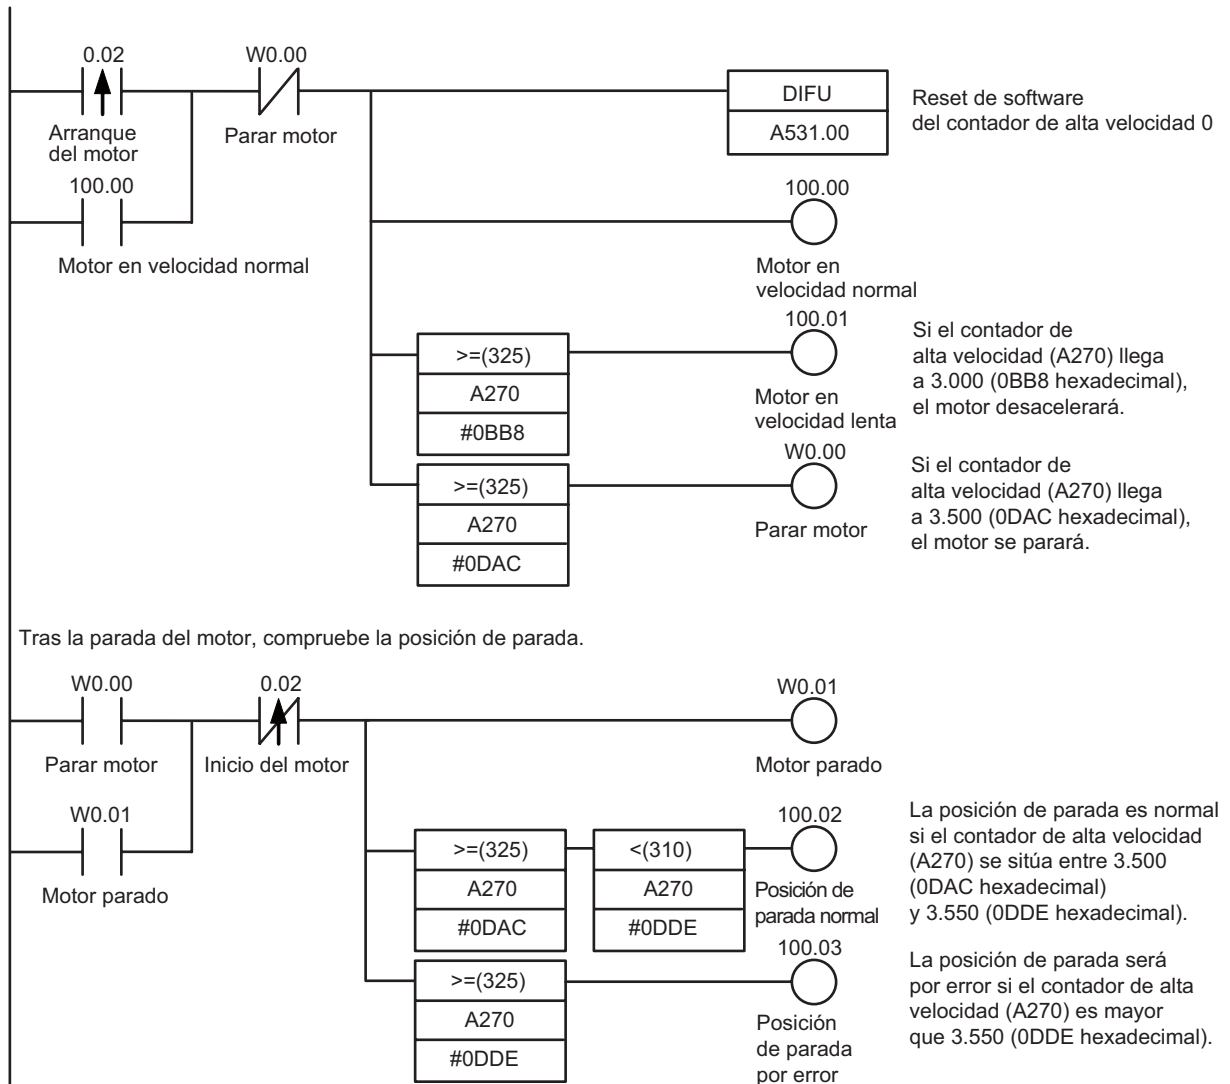 0.02
W0.00
DIFU
A531.00
Reset de software
del contador de alta velocidad 0
Arranque
del motor
Parar motor
100.00
Motor en velocidad normal
100.00
Motor en
velocidad normal
100.01
Motor en
velocidad lenta
>=(325)
A270
#0BB8
Si el contador de
alta velocidad (A270) llega
a 3.000 (0BB8 hexadecimal),
el motor desacelerará.
W0.00
Parar motor
>=(325)
A270
#0DAC
Si el contador de
alta velocidad (A270) llega
a 3.500 (0DAC hexadecimal),
el motor se parará.
Tras la parada del motor, compruebe la posición de parada.
W0.00
0.02
W0.01
Parar motor
Inicio del motor
Motor parado
W0.01
Motor parado
>=(325)
A270
#0DAC
<(310)
A270
#0DDE
100.02
Posición de
parada normal
La posición de parada es normal
si el contador de alta velocidad
(A270) se sitúa entre 3.500
(0DAC hexadecimal)
y 3.550 (0DDE hexadecimal).
>=(325)
A270
#0DDE
100.03
Posición
de parada
por error
La posición de parada será
por error si el contador de alta
velocidad (A270) es mayor
que 3.550 (0DDE hexadecimal).